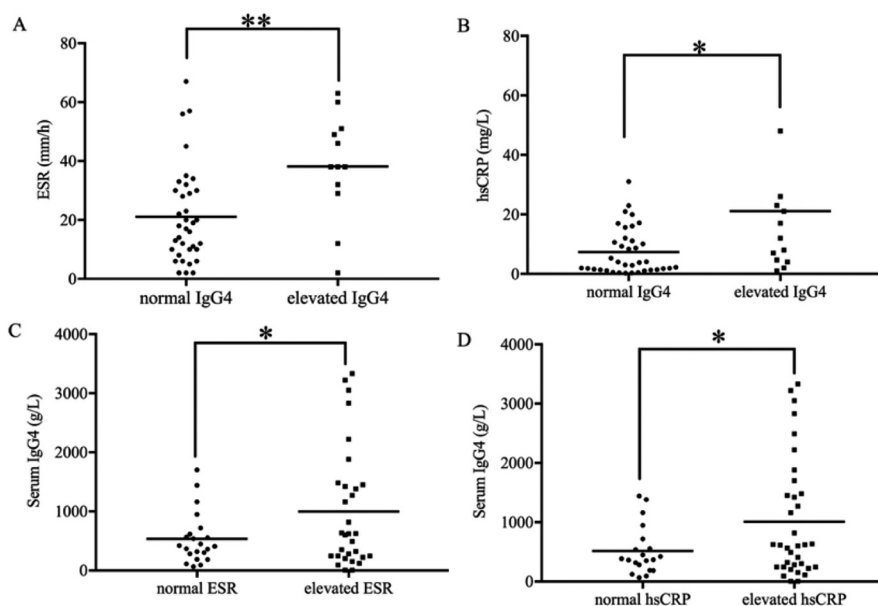 A
**
80
60
40
20
0
ESR (mm/h)
normal IgG4 elevated IgG4
B
*
80
60
40
20
0
hsCRP (mg/L)
normal IgG4 elevated IgG4
C
*
4000
3000
2000
1000
0
Serum IgG4 (g/L)
normal ESR elevated ESR
D
*
4000
3000
2000
1000
0
Serum IgG4 (g/L)
normal hsCRP elevated hsCRP